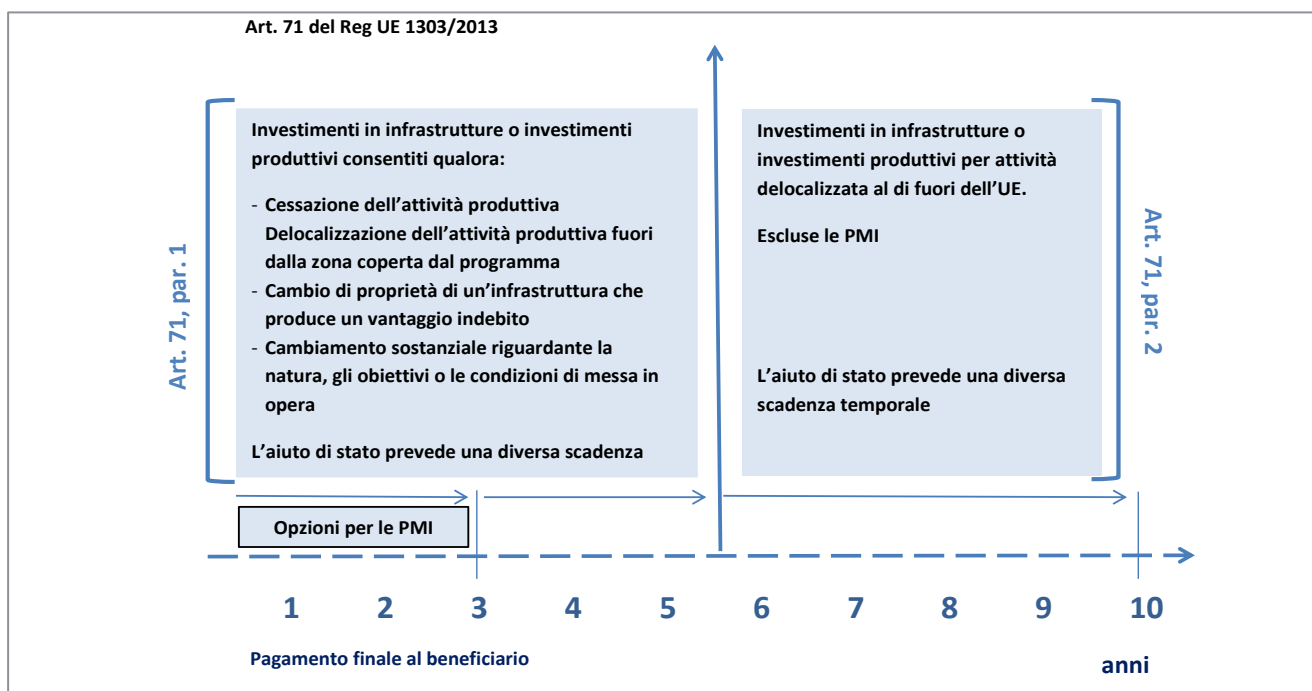 Art. 71 del Reg UE 1303/2013
Art. 71, par. 1
Investimenti in infrastrutture o investimenti
produttivi consentiti qualora:
- Cessazione dell’attività produttiva
Delocalizzazione dell’attività produttiva fuori
dalla zona coperta dal programma
- Cambio di proprietà di un’infrastruttura che
produce un vantaggio indebito
- Cambiamento sostanziale riguardante la
natura, gli obiettivi o le condizioni di messa in
opera
L’aiuto di stato prevede una diversa scadenza
Investimenti in infrastrutture o
investimenti produttivi per attività
delocalizzata al di fuori dell’UE.
Escluse le PMI
L’aiuto di stato prevede una diversa
scadenza temporale
Art. 71, par. 2
Opzioni per le PMI
1 2 3 4 5 6 7 8 9 10
Pagamento finale al beneficiario
anni